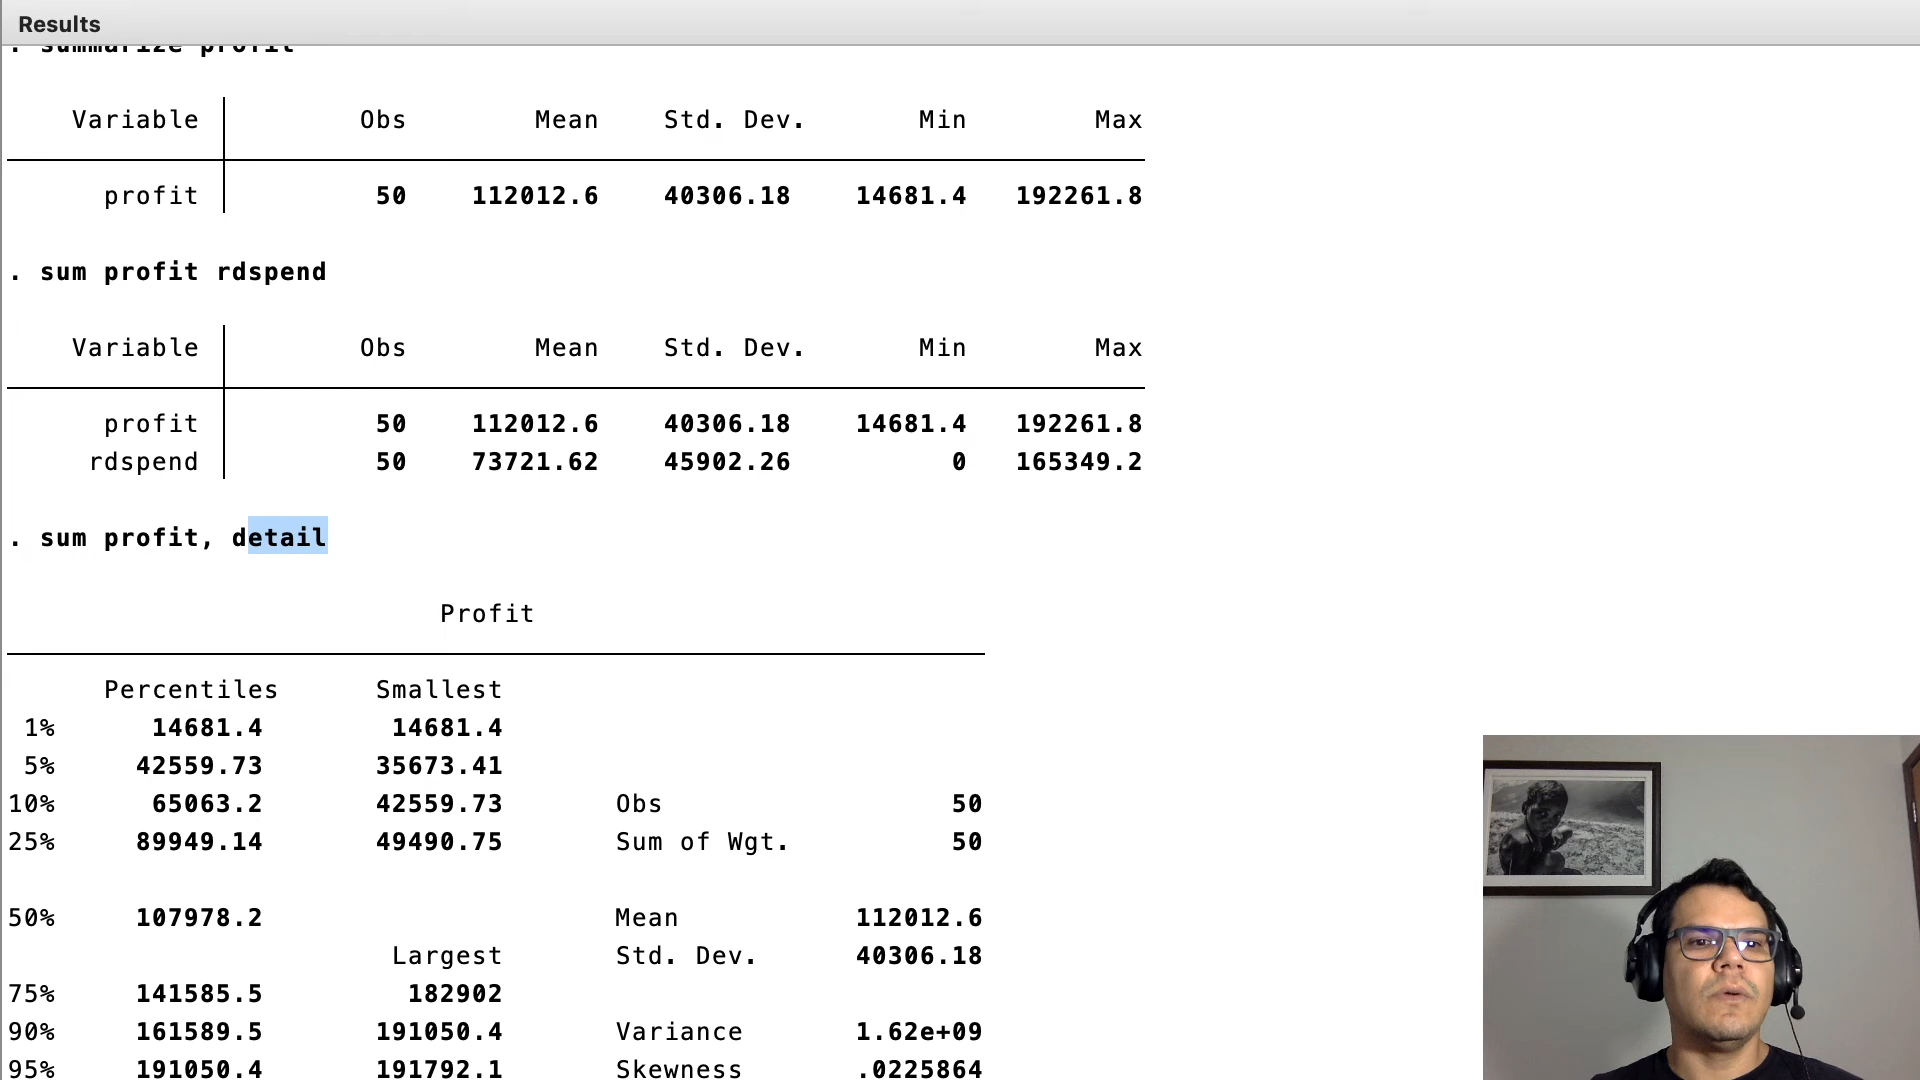 Results
. summarize profit
Variable Obs Mean Std. Dev. Min Max
profit 50 112012.6 40306.18 14681.4 192261.8
. sum profit rdspend
Variable Obs Mean Std. Dev. Min Max
profit 50 112012.6 40306.18 14681.4 192261.8
rdspend 50 73721.62 45902.26 0 165349.2
. sum profit, detail
Profit
Percentiles Smallest
1% 14681.4 14681.4
5% 42559.73 35673.41
10% 65063.2 42559.73 Obs 50
25% 89949.14 49490.75 Sum of Wgt. 50
50% 107978.2 Mean 112012.6
Largest Std. Dev. 40306.18
75% 141585.5 182902
90% 161589.5 191050.4 Variance 1.62e+09
95% 191050.4 191792.1 Skewness .0225864